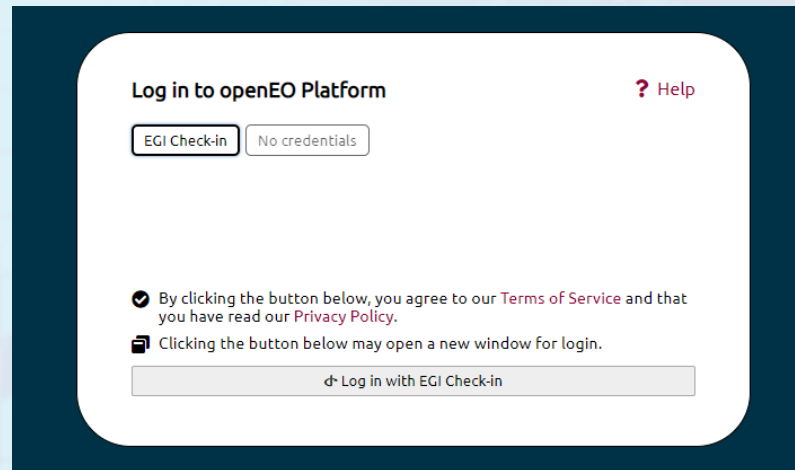 Log in to openEO Platform
? Help
EGI Check-in
No credentials
By clicking the button below, you agree to our Terms of Service and that
you have read our Privacy Policy.
Clicking the button below may open a new window for login.
Log in with EGI Check-in